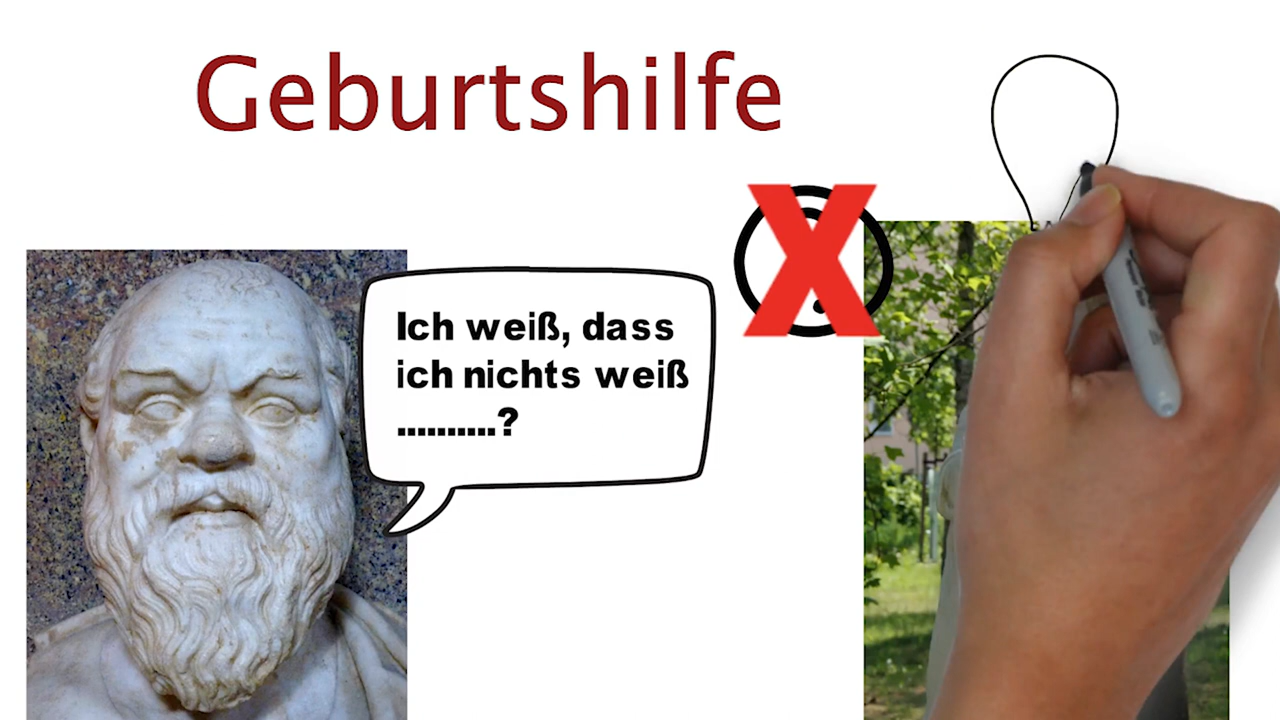 Geburtshilfe
X
Ich weiß, dass
ich nichts weiß
..........?